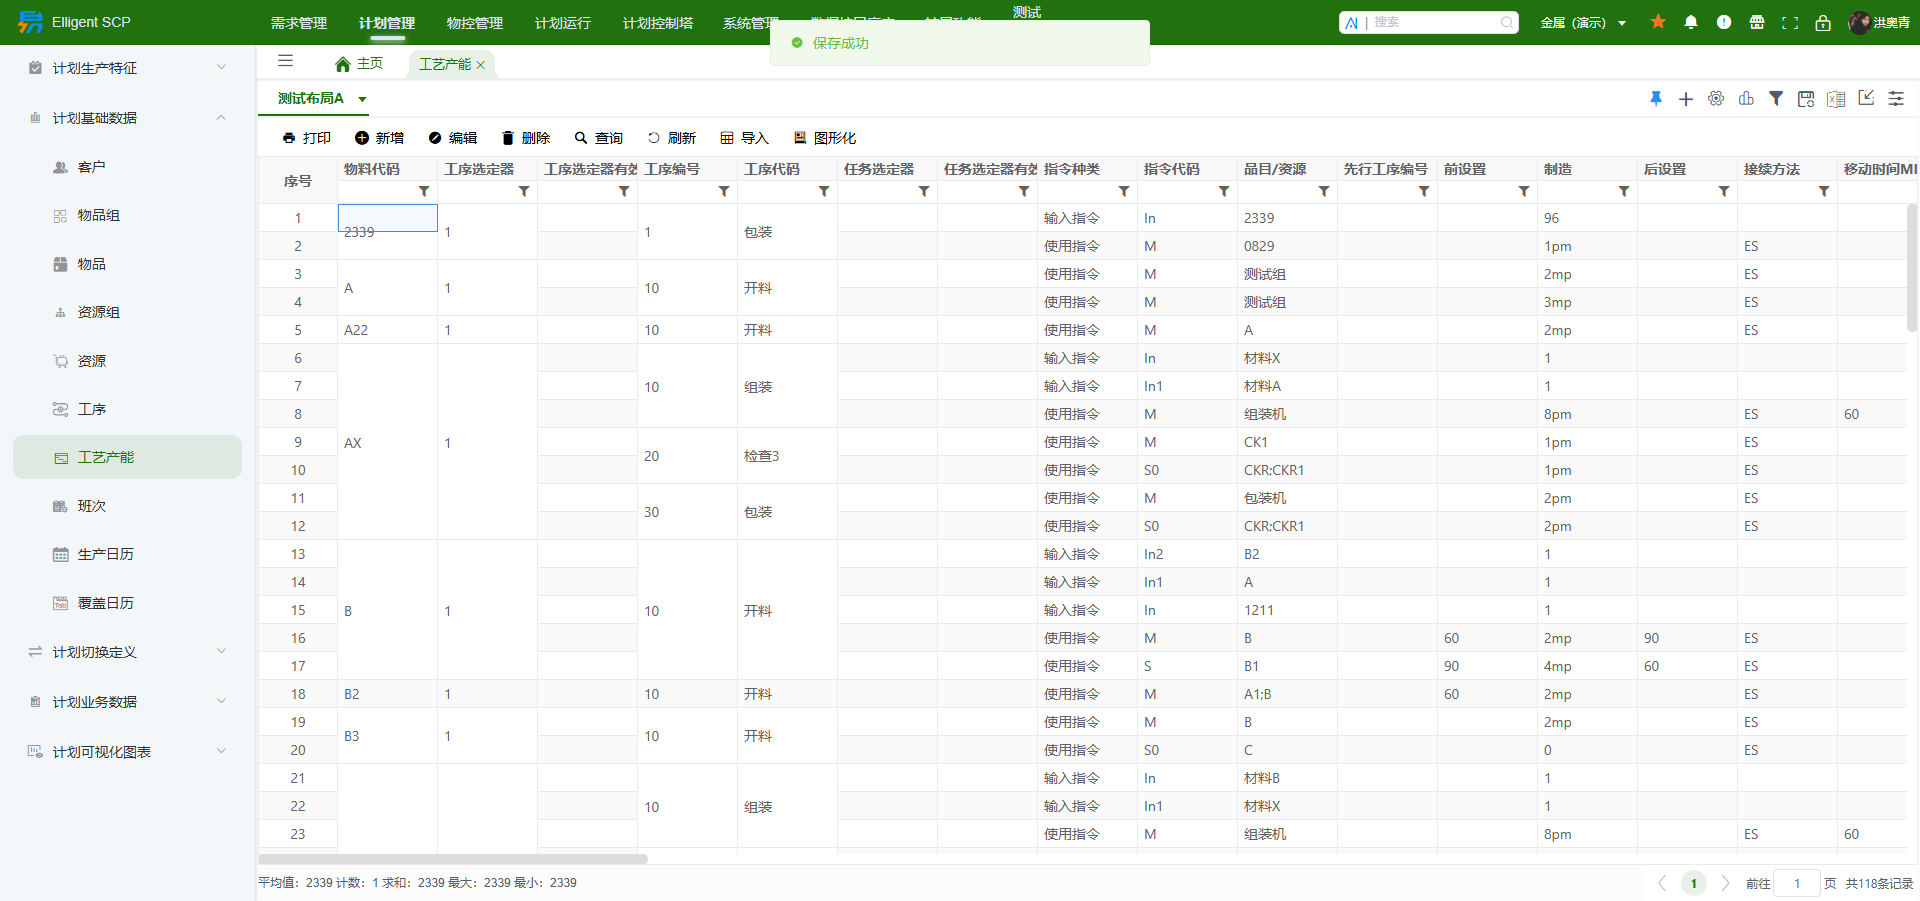 Elligent SCP
需求管理 计划管理 物控管理 计划运行 计划控制塔 系统管理
测试
AI | 搜索
金属（演示）
洪奥青
保存成功
主页 工艺产能
测试布局A
打印 新增 编辑 删除 查询 刷新 导入 图形化
计划生产特征
计划基础数据
客户
物品组
物品
资源组
资源
工序
工艺产能
班次
生产日历
覆盖日历
计划切换定义
计划业务数据
计划可视化图表
序号 物料代码 工序选定器 工序选定器有效 工序编号 工序代码 任务选定器 任务选定器有效 指令种类 指令代码 品目/资源 先行工序编号 前设置 制造 后设置 接续方法 移动时间MI
1 2339 1 1 包装 输入指令 In 2339 96
2 使用指令 M 0829 1pm ES
3 A 1 10 开料 使用指令 M 测试组 2mp ES
4 使用指令 M 测试组 3mp ES
5 A22 1 10 开料 使用指令 M A 2mp ES
6 AX 1 10 组装 输入指令 In 材料X 1
7 输入指令 In1 材料A 1
8 使用指令 M 组装机 8pm ES 60
9 20 检查3 使用指令 M CK1 1pm ES
10 使用指令 S0 CKR;CKR1 1pm ES
11 30 包装 使用指令 M 包装机 2pm ES
12 使用指令 S0 CKR;CKR1 2pm ES
13 B 1 10 开料 输入指令 In2 B2 1
14 输入指令 In1 A 1
15 输入指令 In 1211 1
16 使用指令 M B 60 2mp 90 ES
17 使用指令 S B1 90 4mp 60 ES
18 B2 1 10 开料 使用指令 M A1;B 60 2mp ES
19 B3 1 10 开料 使用指令 M B 2mp ES
20 使用指令 S0 C 0 ES
21 10 组装 输入指令 In 材料B 1
22 输入指令 In1 材料X 1
23 使用指令 M 组装机 8pm ES 60
平均值：2339 计数：1 求和：2339 最大：2339 最小：2339
1 前往 1 页 共118条记录